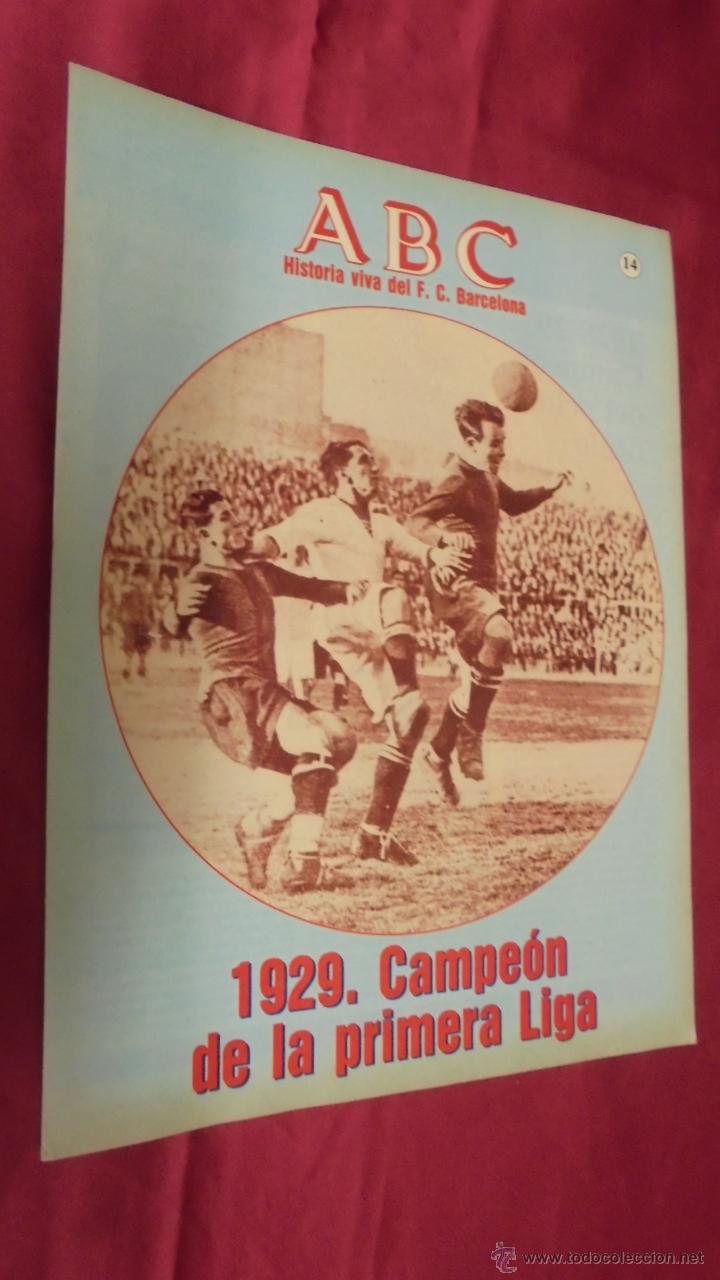 ABC
Historia viva del F. C. Barcelona
14
1929. Campeón
de la primera Liga
© www.todocoleccion.net